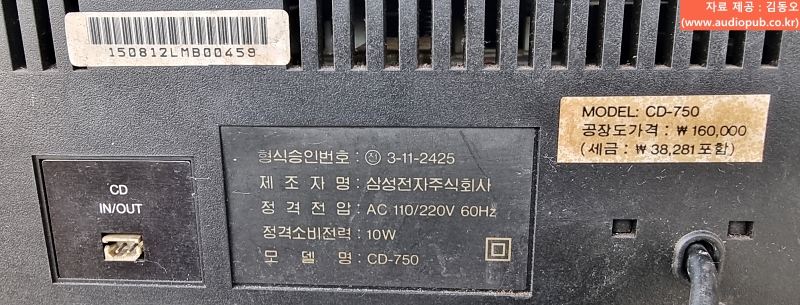 자료 제공 : 김동오
(www.audiopub.co.kr)
150812LMB00459
MODEL: CD-750
공장도가격 : ₩160,000
(세금 : ₩38,281 포함)
CD
IN/OUT
형식승인번호 : 전 3-11-2425
제조자명 : 삼성전자주식회사
정격전압 : AC 110/220V 60Hz
정격소비전력 : 10W
모델명 : CD-750